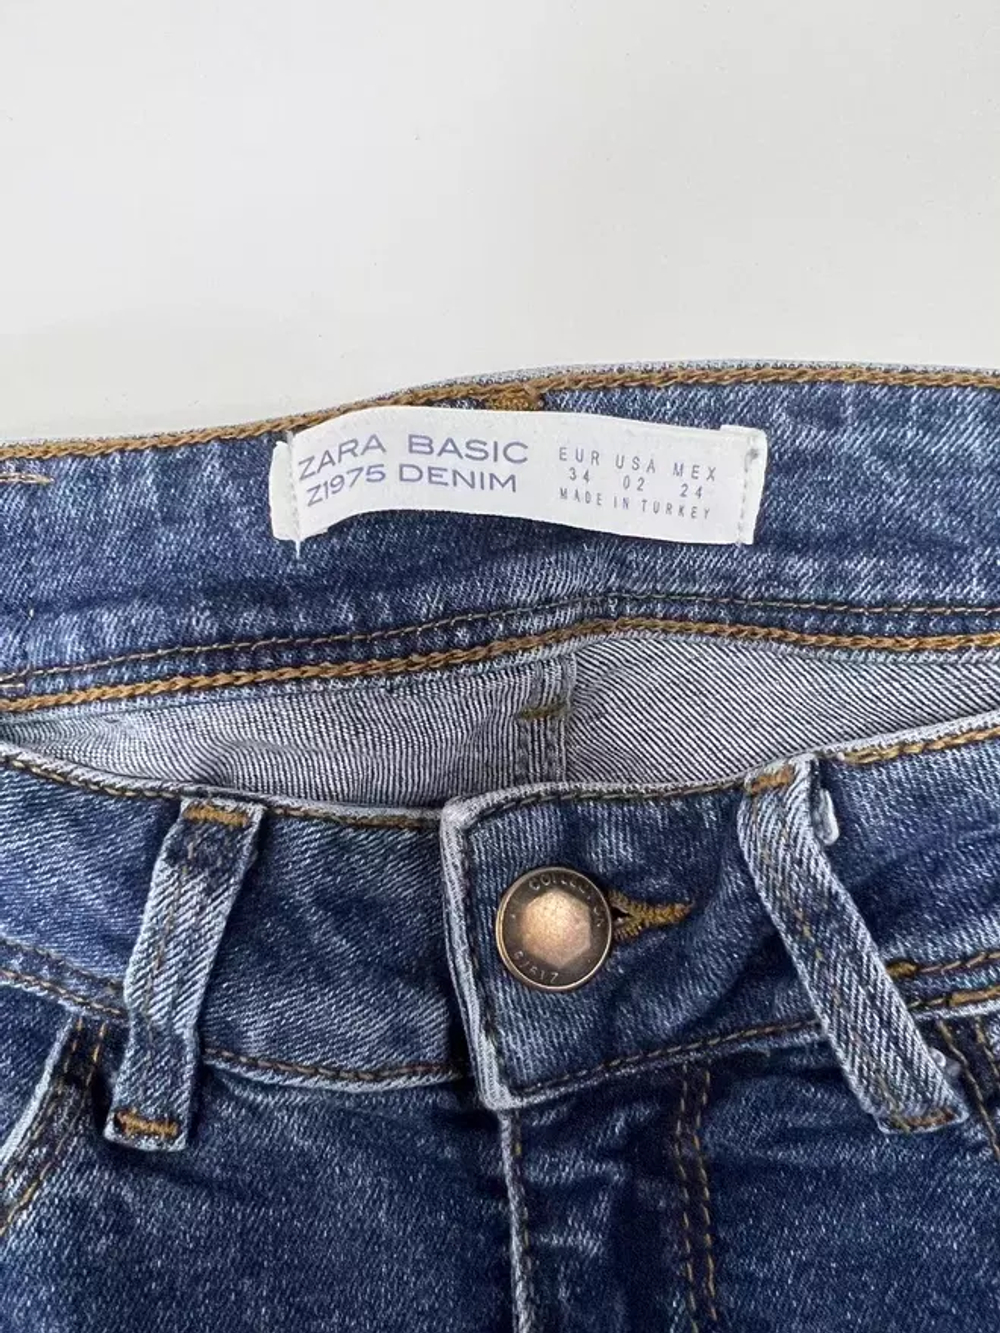 ZARA BASIC
Z1975 DENIM
EUR USA MEX
34 02 24
MADE IN TURKEY